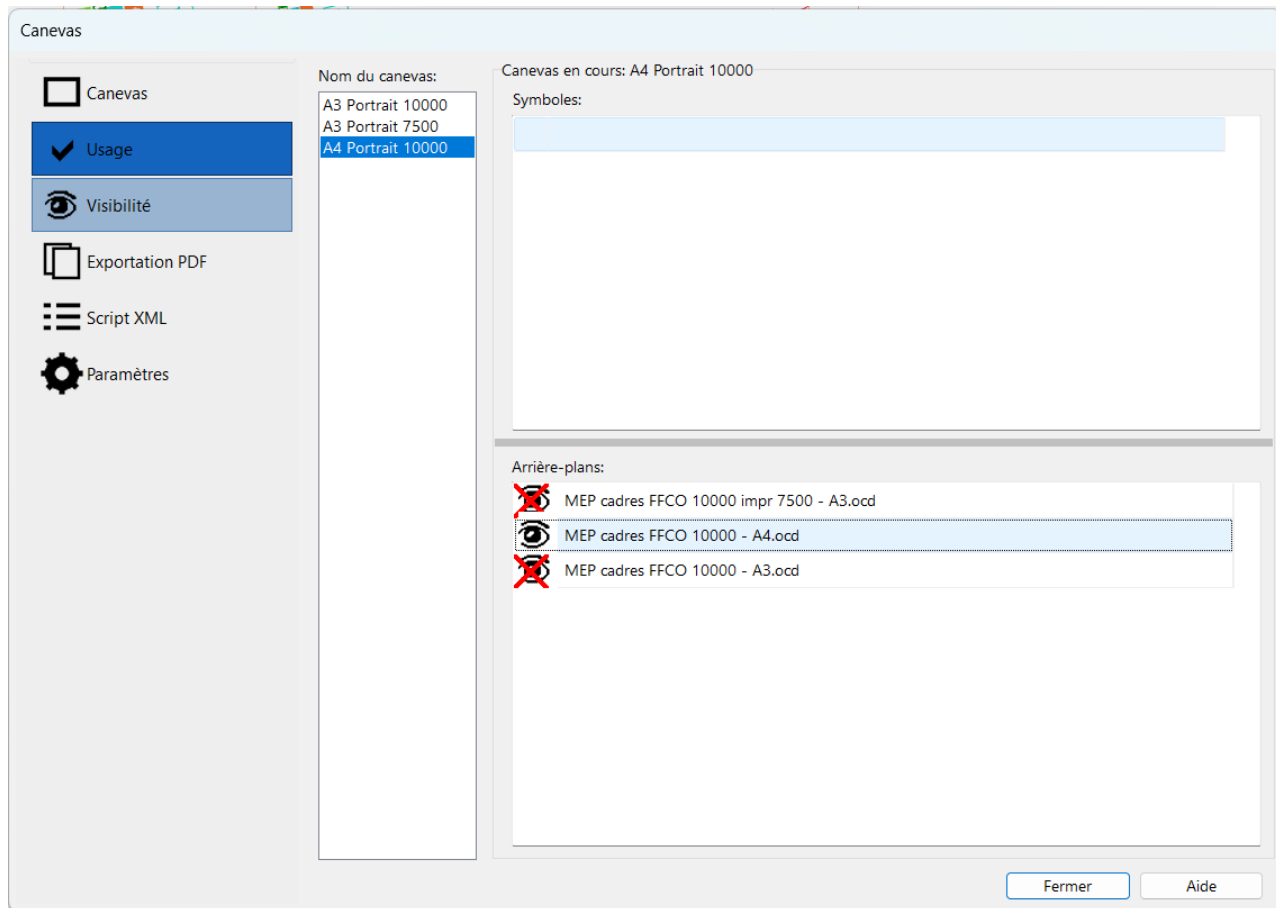 Canevas
Canevas
Usage
Visibilité
Exportation PDF
Script XML
Paramètres
Nom du canevas:
A3 Portrait 10000
A3 Portrait 7500
A4 Portrait 10000
Canevas en cours: A4 Portrait 10000
Symboles:
Arrière-plans:
MEP cadres FFCO 10000 impr 7500 - A3.ocd
MEP cadres FFCO 10000 - A4.ocd
MEP cadres FFCO 10000 - A3.ocd
Fermer
Aide